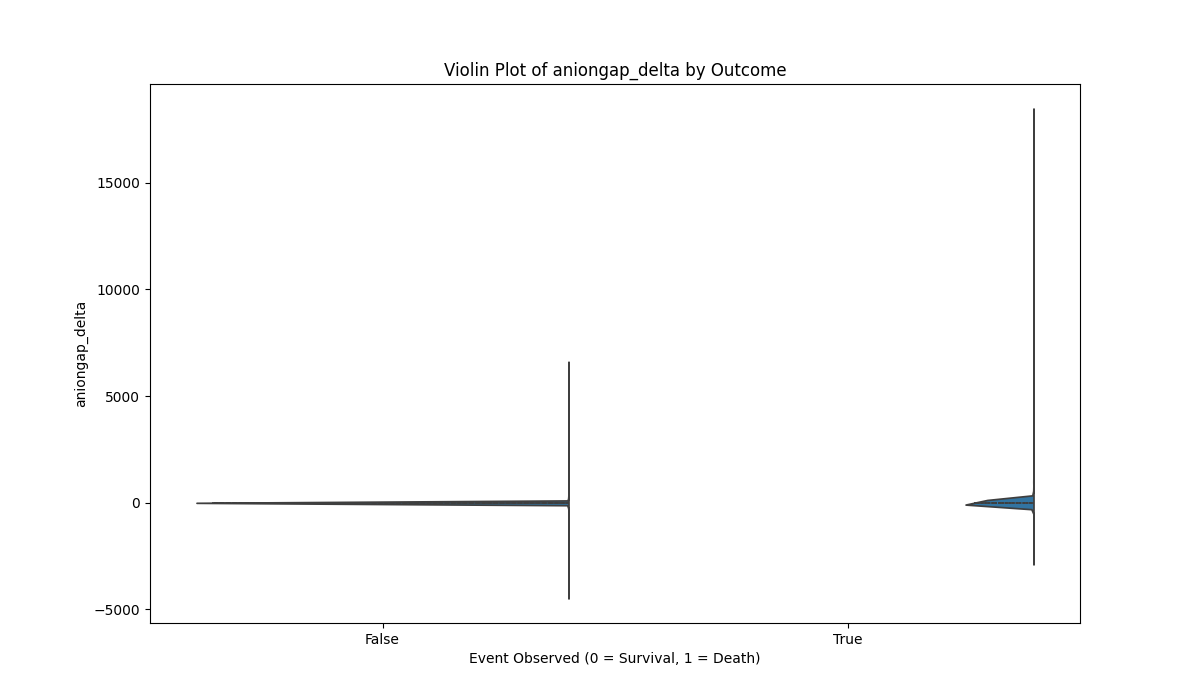 Violin Plot of aniongap_delta by Outcome
aniongap_delta
15000
10000
5000
0
−5000
False
True
Event Observed (0 = Survival, 1 = Death)